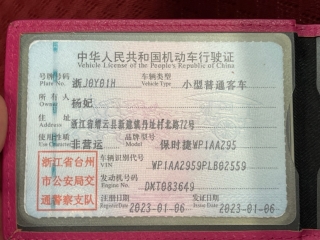 中华人民共和国机动车行驶证
Vehicle License of the People's Republic of China
号牌号码 浙J0Y01H 车辆类型 小型普通客车
Plate No. Vehicle Type
所有人 杨妃
Owner
住址 浙江省缙云县新建镇丹址村北路72号
Address
使用性质 非营运 品牌型号 保时捷WP1AA295
Use Character Model
浙江省台州 车辆识别代号 WP1AA2959PLB0Z559
VIN
市公安局交 发动机号码 DMT083649
Engine No.
通警察支队 注册日期 2023-01-06 发证日期 2023-01-06
Register Date Issue Date